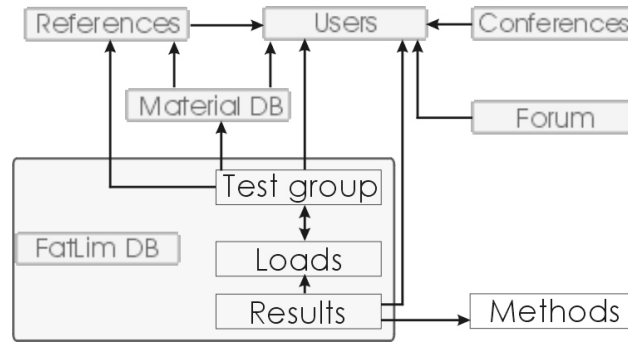 References
Users
Conferences
Material DB
Forum
Test group
FatLim DB
Loads
Results
Methods